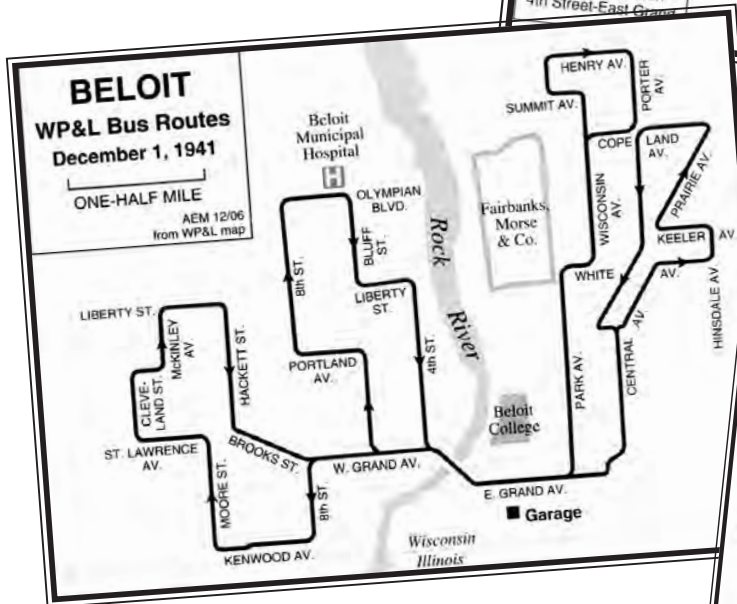 4th Street-East Grand
BELOIT
WP&L Bus Routes
December 1, 1941
ONE-HALF MILE
AEM 12/06
from WP&L map
Beloit
Municipal
Hospital
H
OLYMPIAN
BLVD.
BLUFF
ST.
8th ST.
LIBERTY
ST.
4th ST.
PORTLAND
AV.
Rock
River
Fairbanks,
Morse
& Co.
HENRY AV.
SUMMIT AV.
PORTER
AV.
COPE
LAND
AV.
PRAIRIE AV.
WISCONSIN
AV.
KEELER
AV.
WHITE
AV.
HINSDALE AV.
CENTRAL
AV.
PARK AV.
LIBERTY ST.
McKINLEY
AV.
HACKETT ST.
CLEVE-
LAND ST.
ST. LAWRENCE
AV.
MOORE ST.
BROOKS ST.
8th ST.
KENWOOD AV.
W. GRAND AV.
Beloit
College
E. GRAND AV.
Garage
Wisconsin
Illinois